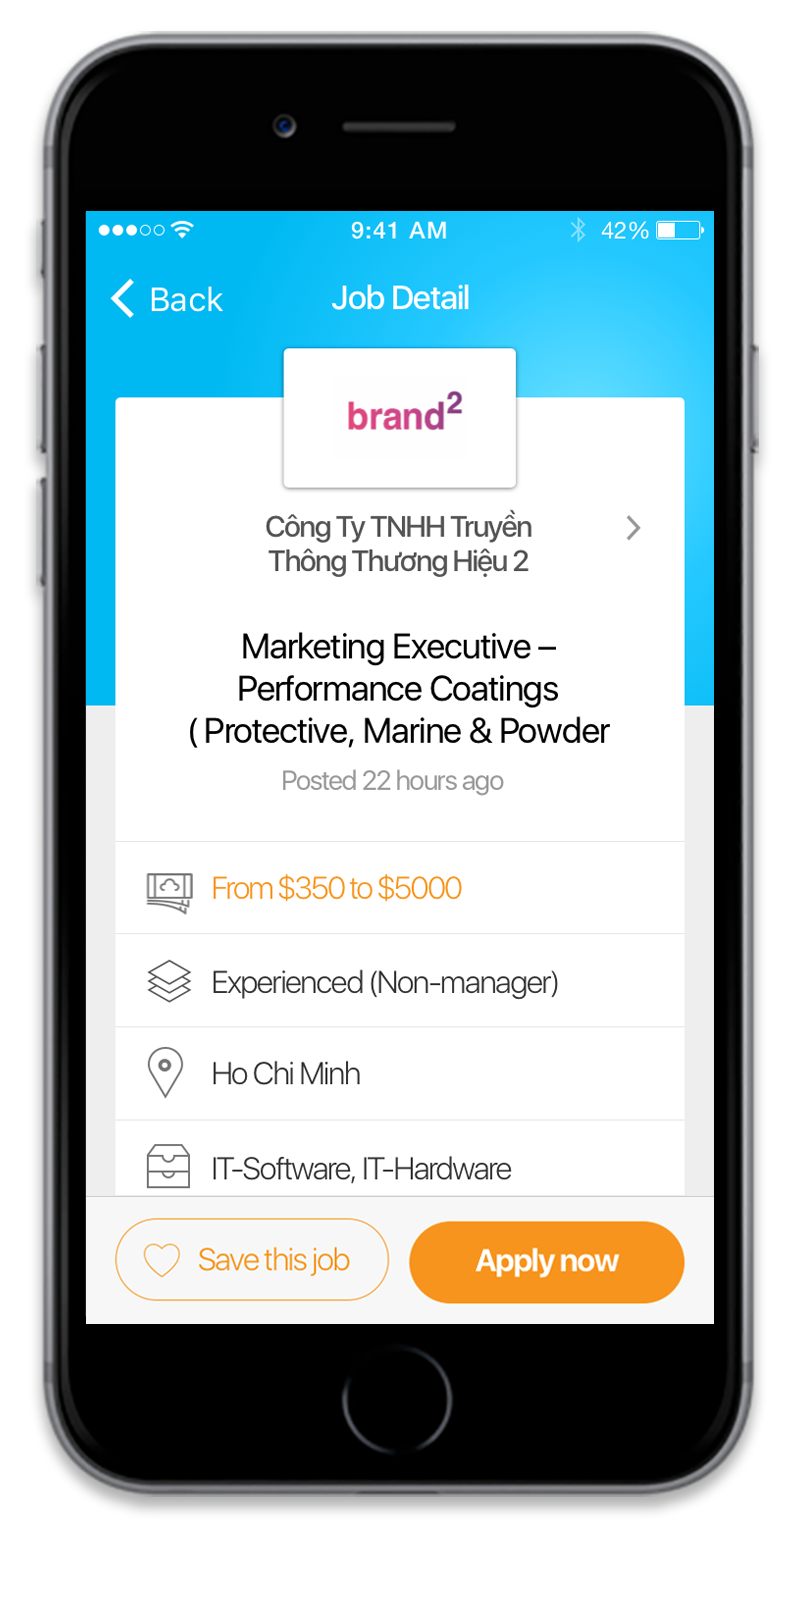 9:41 AM
42%
Back
Job Detail
brand²
Công Ty TNHH Truyền
Thông Thương Hiệu 2
Marketing Executive –
Performance Coatings
( Protective, Marine & Powder
Posted 22 hours ago
From $350 to $5000
Experienced (Non-manager)
Ho Chi Minh
IT-Software, IT-Hardware
Save this job
Apply now